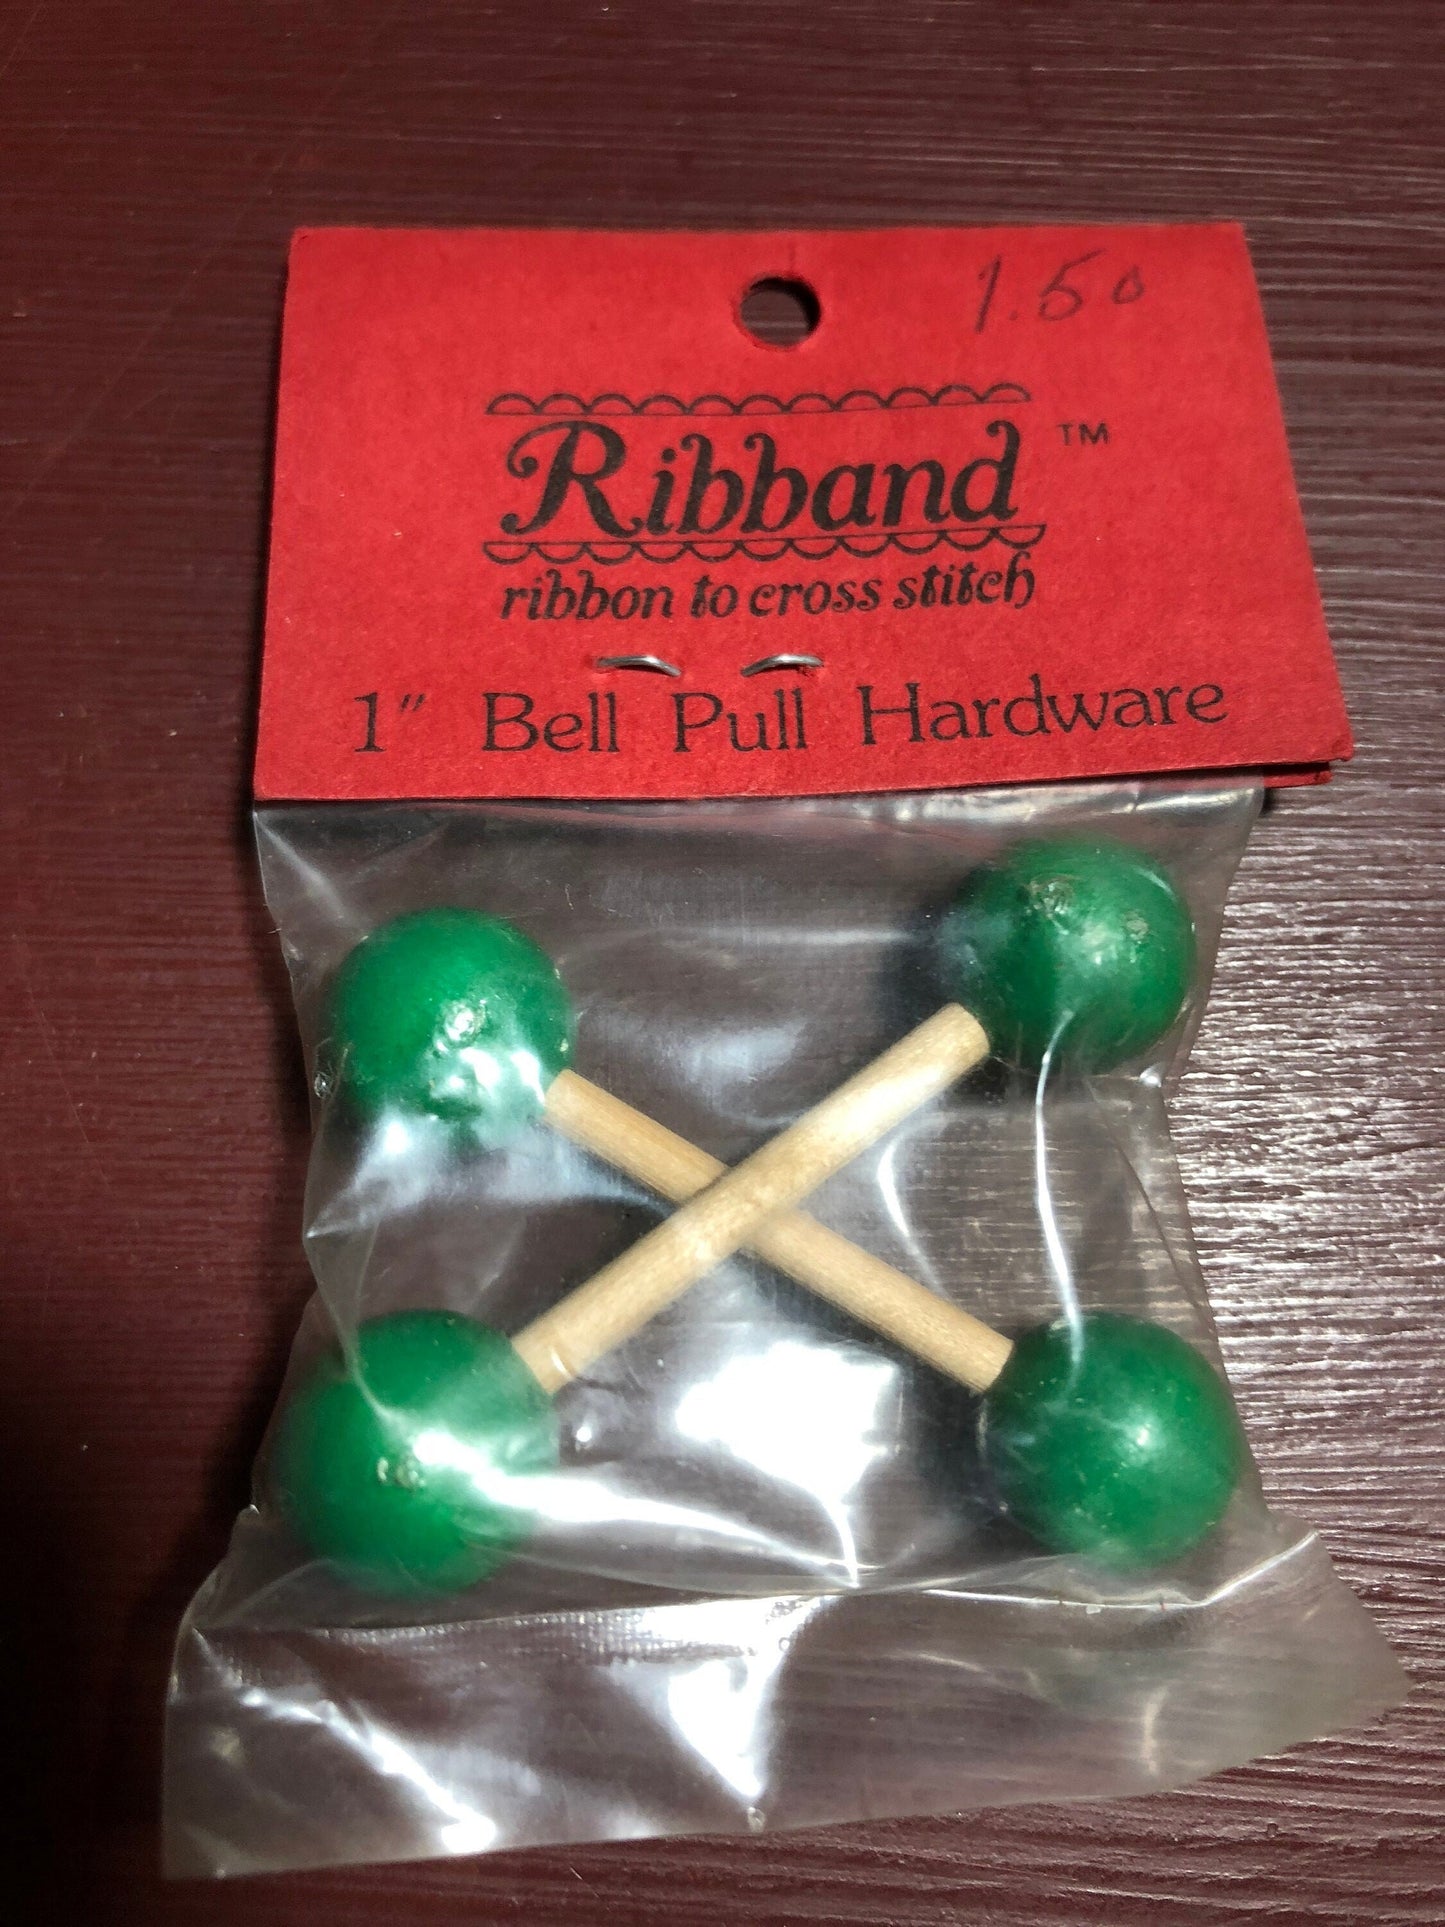 1.50
Ribband™
ribbon to cross stitch
1" Bell Pull Hardware